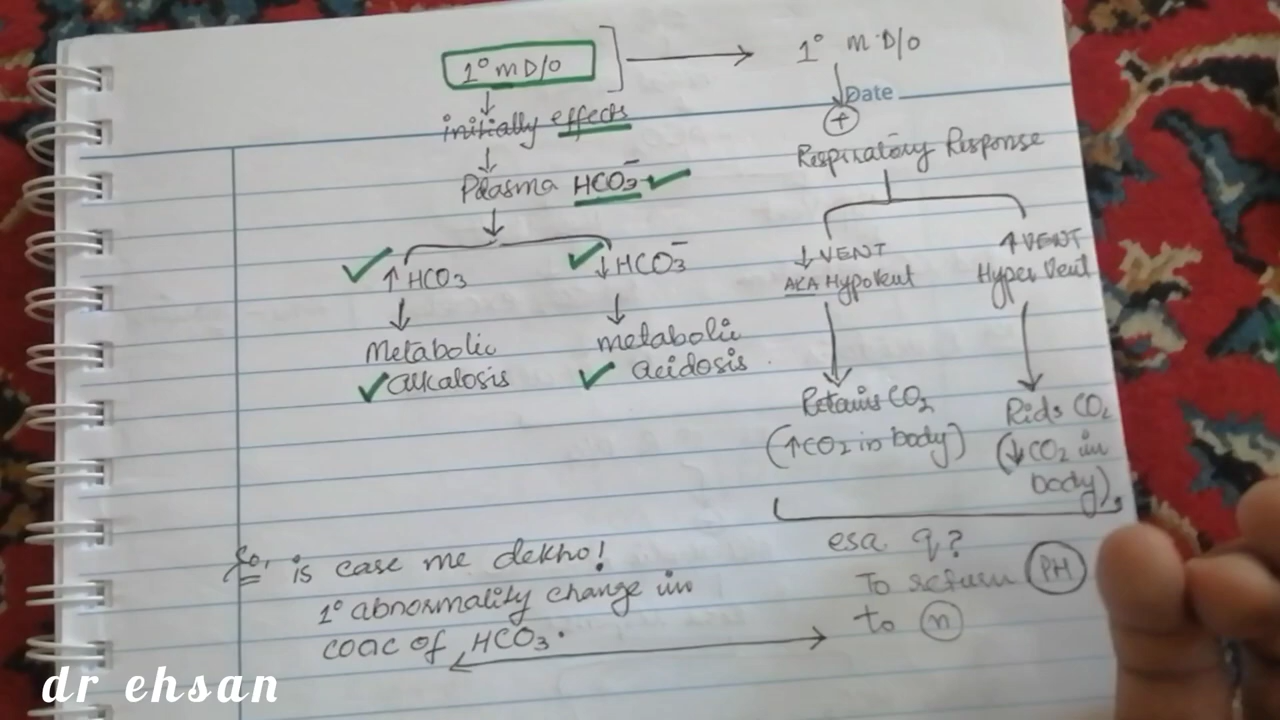 1° m D/o
initially effects
Plasma HCO3⁻
↑ HCO3
↓ HCO3⁻
Metabolic
alkalosis
metabolic
acidosis
1° m D/o
Date
+
Respiratory Response
↓ VENT
AKA Hypovent
↑ VENT
Hyper Vent
Retains CO2
(↑ CO2 in body)
Rids CO2
(↓ CO2 in
body)
So, is case me dekho!
1° abnormality change in
conc of HCO3⁻
esa q?
To return PH
to n
dr ehsan